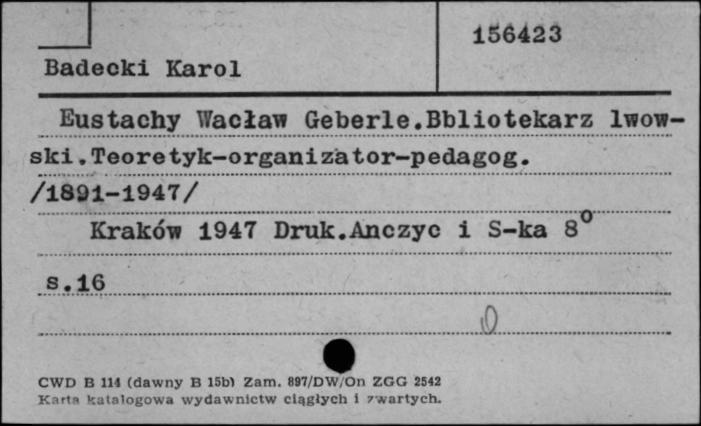 156423
Badecki Karol
Eustachy Wacław Geberle.Bbliotekarz lwow-
ski.Teoretyk-organizator-pedagog.
/1891-1947/
Kraków 1947 Druk.Anczyc i S-ka 8°
s.16
CWD B 114 (dawny B 15b) Zam. 897/DW/On ZGG 2542
Karta katalogowa wydawnictw ciągłych i zwartych.